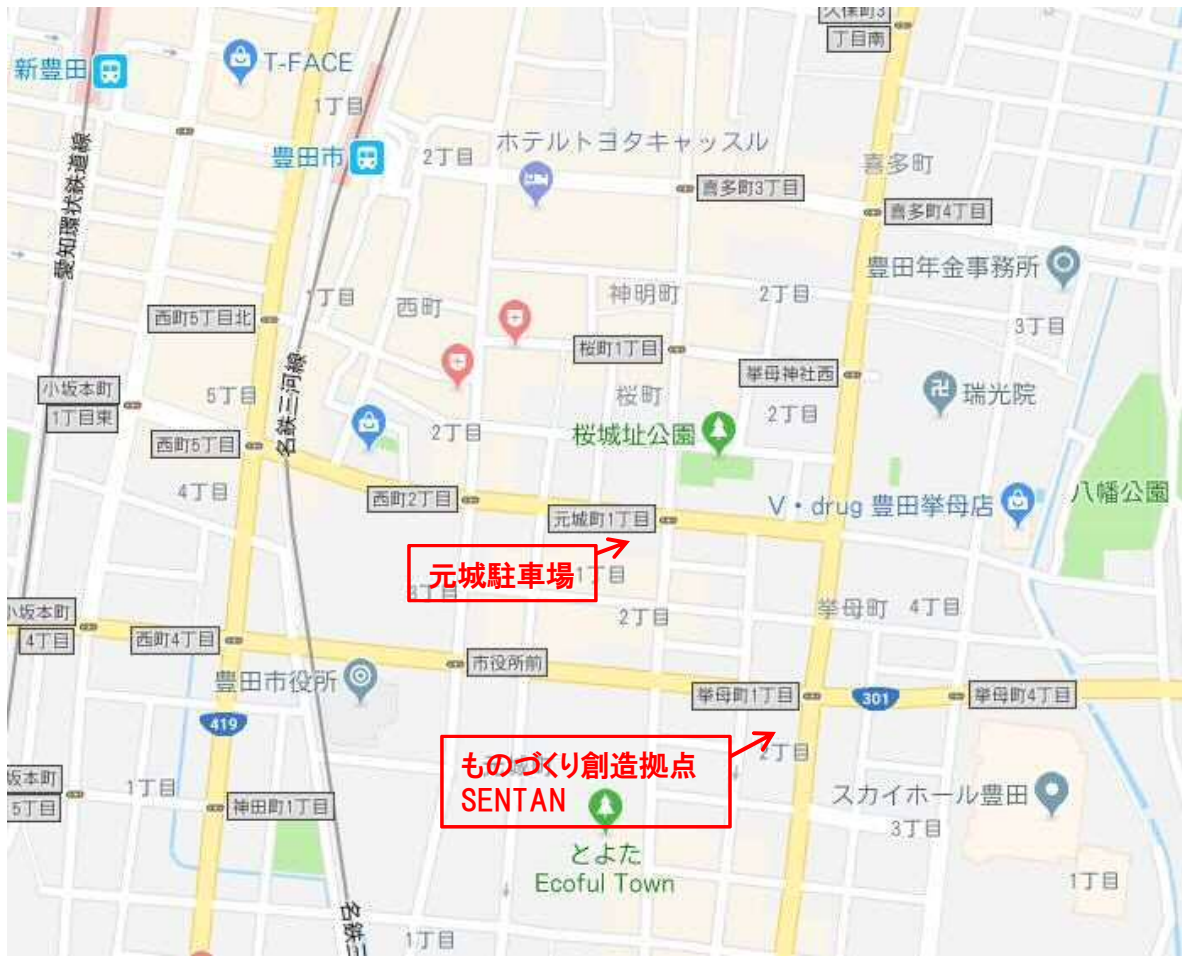 久保町3
丁目南
新豊田
T-FACE
1丁目
豊田市
2丁目
ホテルトヨタキャッスル
喜多町3丁目
喜多町
喜多町4丁目
愛知環状鉄道線
豊田年金事務所
1丁目
西町
神明町
2丁目
3丁目
西町5丁目北
桜町1丁目
挙母神社西
小坂本町
1丁目東
5丁目
名鉄三河線
桜町
2丁目
瑞光院
西町5丁目
2丁目
桜城址公園
4丁目
西町2丁目
元城町1丁目
V・drug 豊田挙母店
八幡公園
元城駐車場
1丁目
3丁目
2丁目
挙母町
4丁目
小坂本町
4丁目
西町4丁目
市役所前
豊田市役所
挙母町1丁目
301
挙母町4丁目
419
ものづくり創造拠点
SENTAN
2丁目
元城町
坂本町
5丁目
1丁目
神田町1丁目
スカイホール豊田
3丁目
とよた
Ecoful Town
1丁目
名鉄三
1丁目